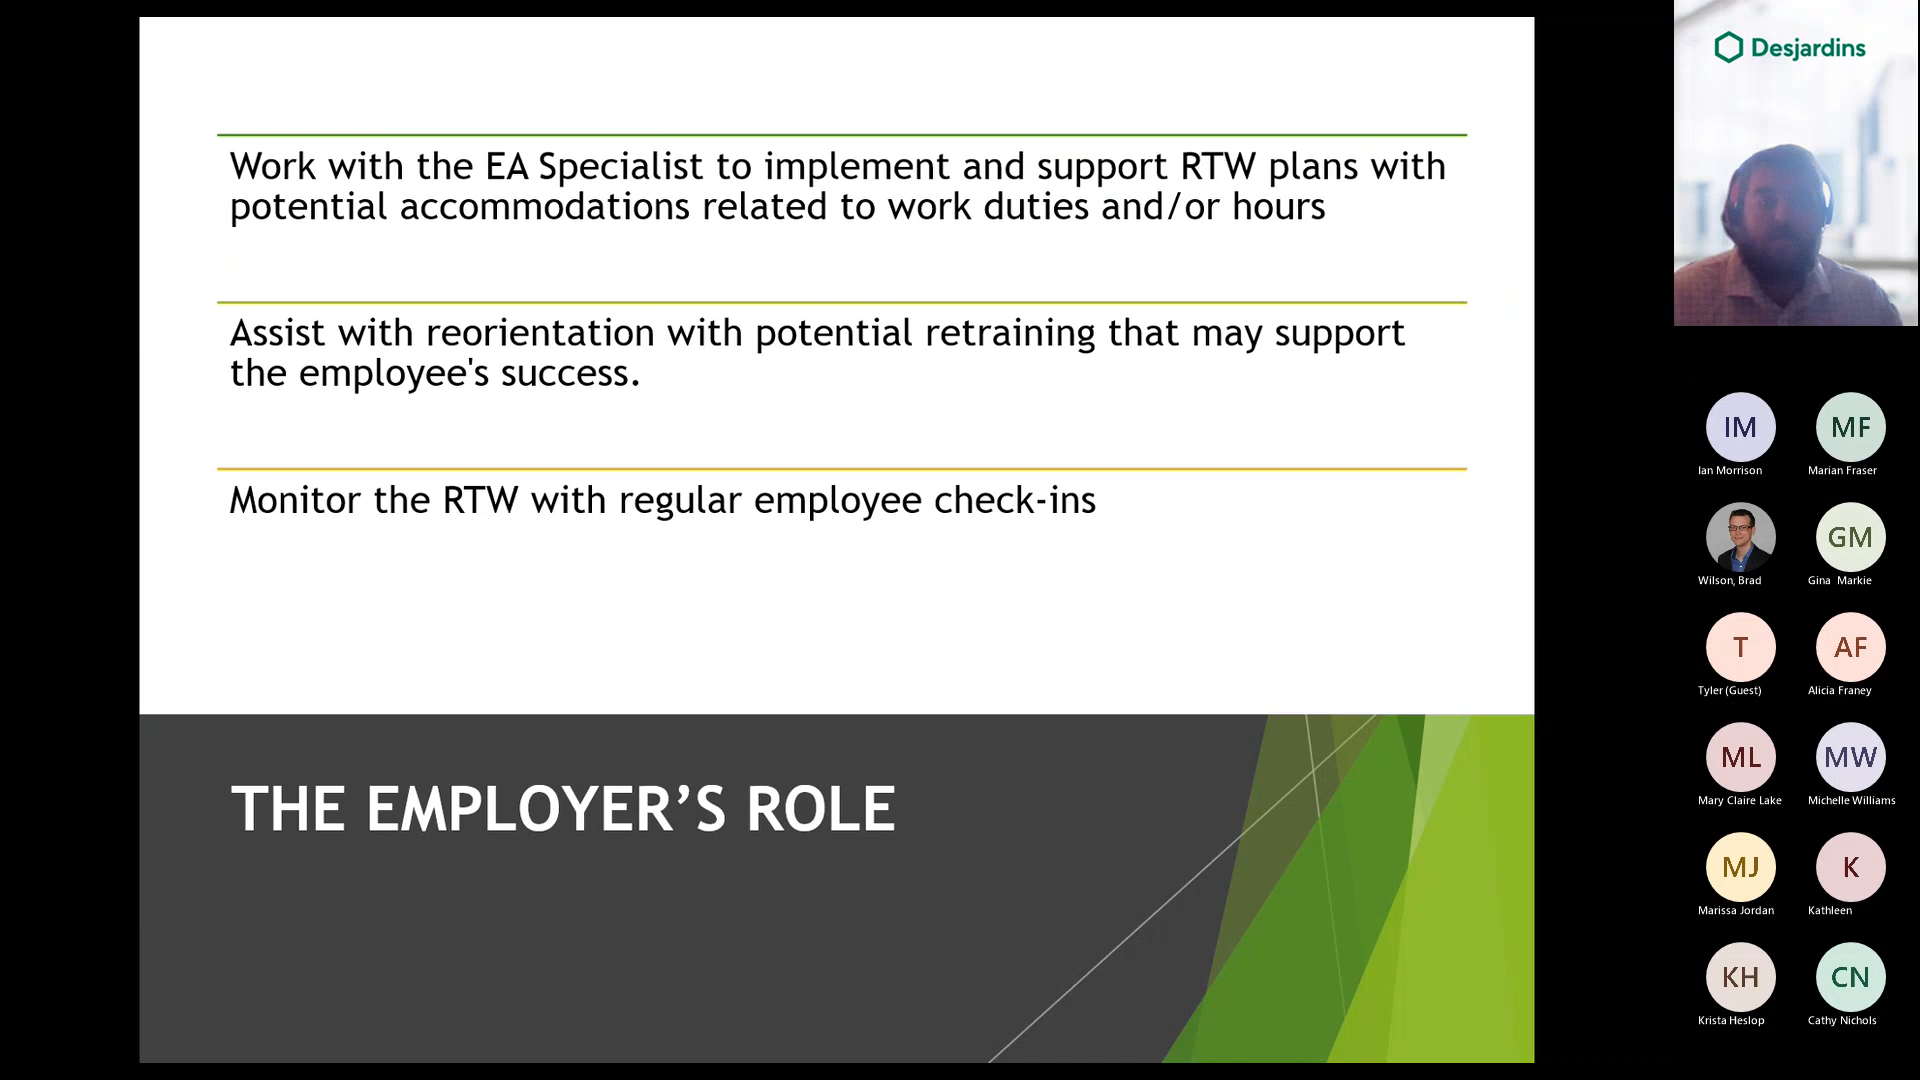 Work with the EA Specialist to implement and support RTW plans with
potential accommodations related to work duties and/or hours
Assist with reorientation with potential retraining that may support
the employee's success.
Monitor the RTW with regular employee check-ins
THE EMPLOYER’S ROLE
Desjardins
IM
Ian Morrison
MF
Marian Fraser
Wilson, Brad
GM
Gina Markie
T
Tyler (Guest)
AF
Alicia Franey
ML
Mary Claire Lake
MW
Michelle Williams
MJ
Marissa Jordan
K
Kathleen
KH
Krista Heslop
CN
Cathy Nichols